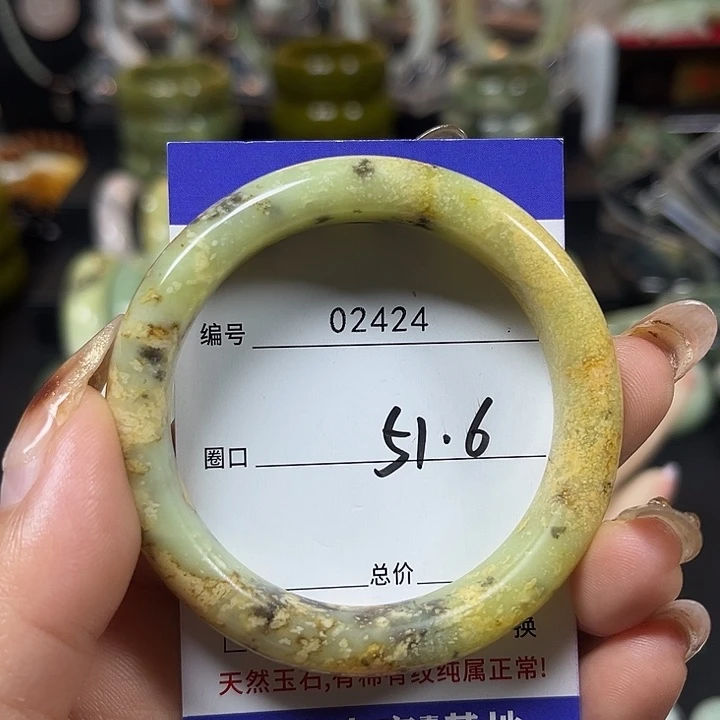 编号 02424
圈口 51.6
总价
换
天然玉石,有棉有纹纯属正常!